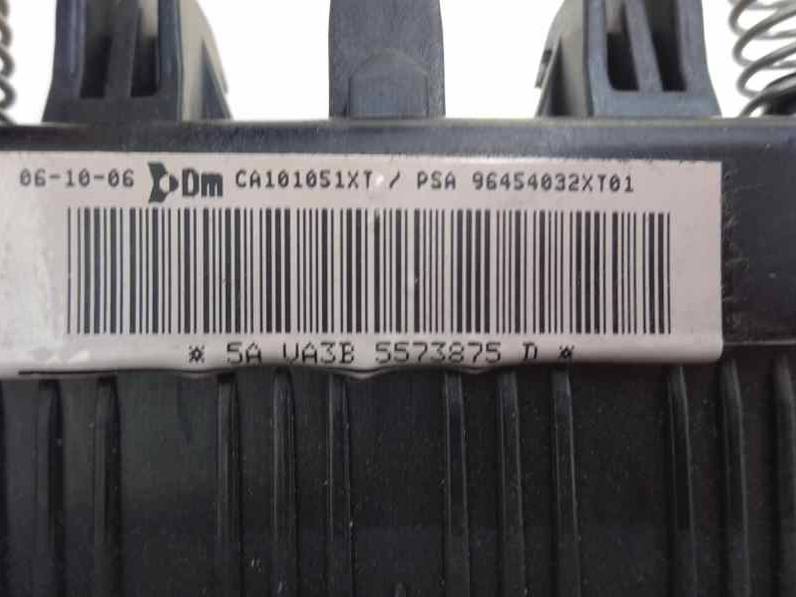 06-10-06 Dm CA101051XT / PSA 96454032XT01
* 5A VA3B 5573875 D *